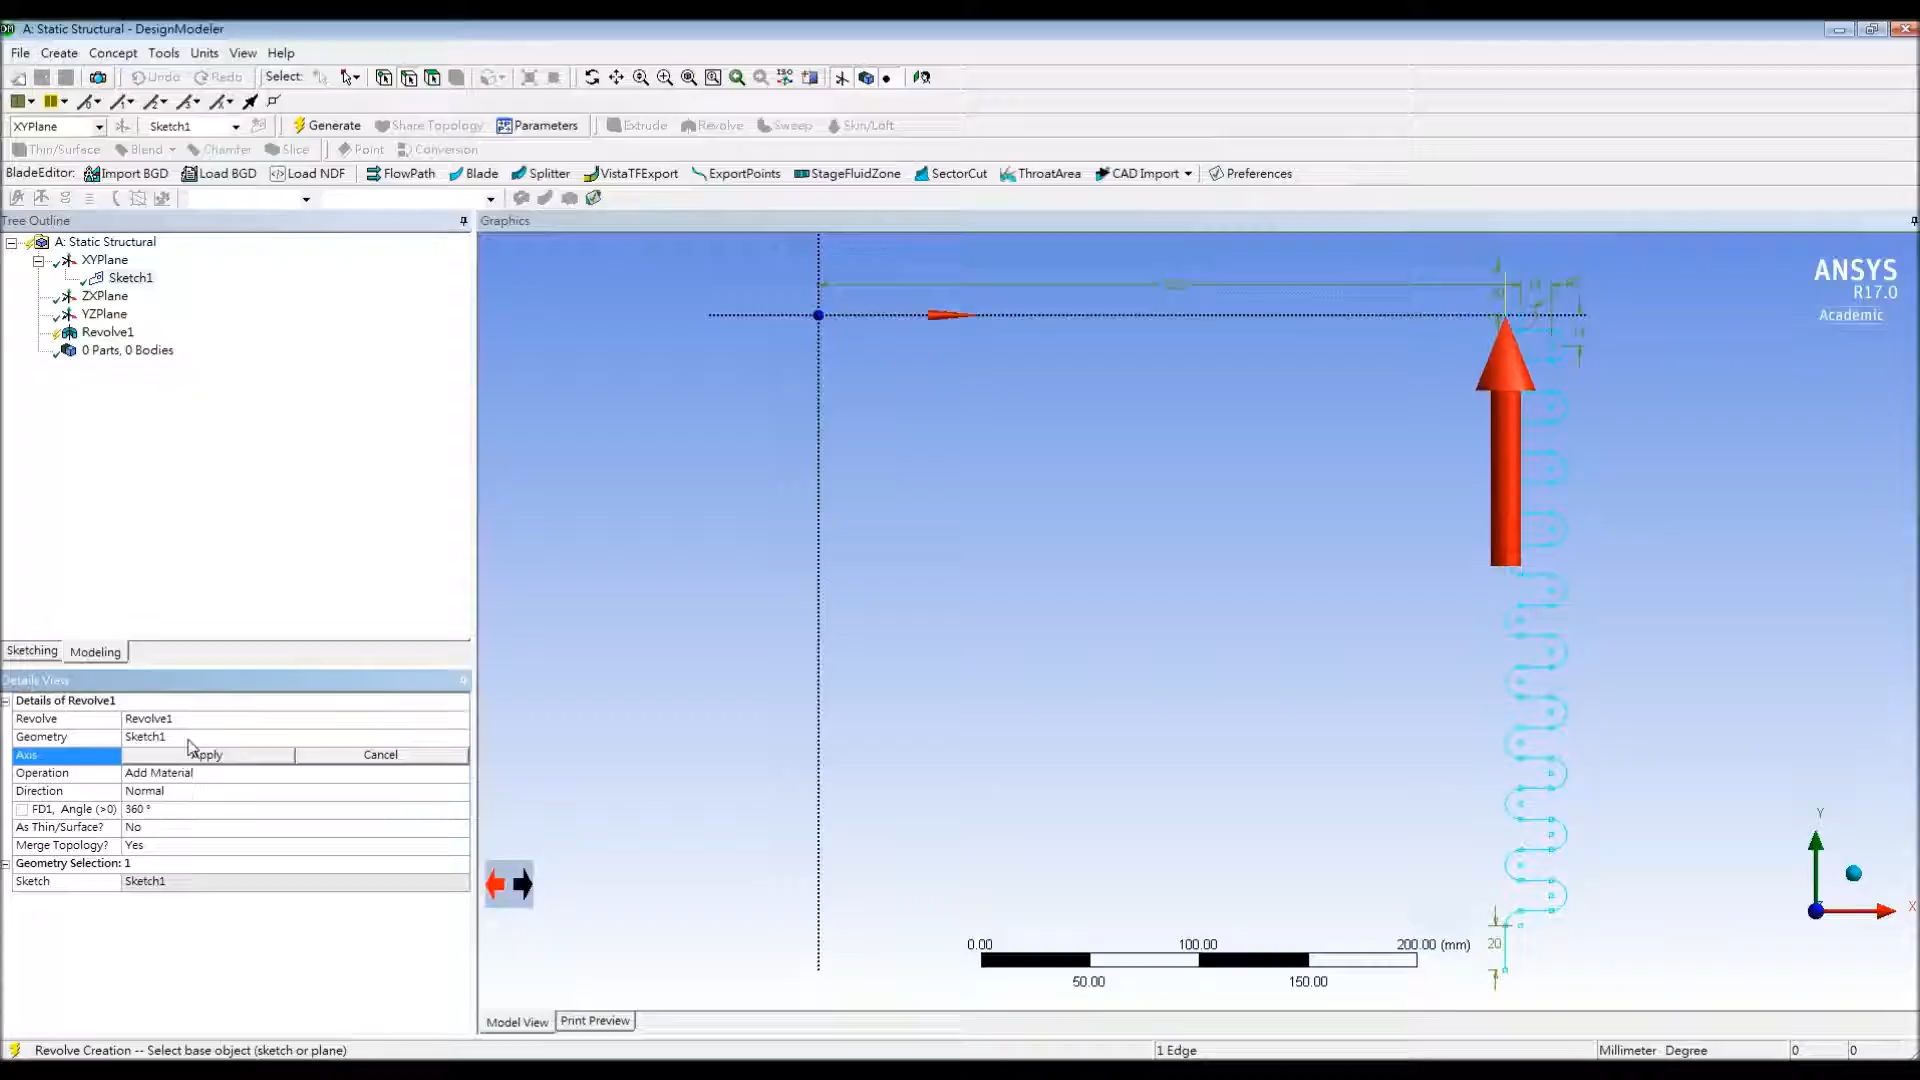 A: Static Structural - DesignModeler
File Create Concept Tools Units View Help
Undo Redo Select:
XYPlane Sketch1 Generate Share Topology Parameters Extrude Revolve Sweep Skin/Loft
Thin/Surface Blend Chamfer Slice Point Conversion
BladeEditor: Import BGD Load BGD Load NDF FlowPath Blade Splitter VistaTFExport ExportPoints StageFluidZone SectorCut ThroatArea CAD Import Preferences
Tree Outline
A: Static Structural
XYPlane
Sketch1
ZXPlane
YZPlane
Revolve1
0 Parts, 0 Bodies
Sketching Modeling
Details View
Details of Revolve1
Revolve Revolve1
Geometry Sketch1
Axis Apply Cancel
Operation Add Material
Direction Normal
FD1, Angle (>0) 360 °
As Thin/Surface? No
Merge Topology? Yes
Geometry Selection: 1
Sketch Sketch1
Graphics
ANSYS
R17.0
Academic
20
0.00 100.00 200.00 (mm)
50.00 150.00
Y
X
Model View Print Preview
Revolve Creation -- Select base object (sketch or plane) 1 Edge Millimeter Degree 0 0